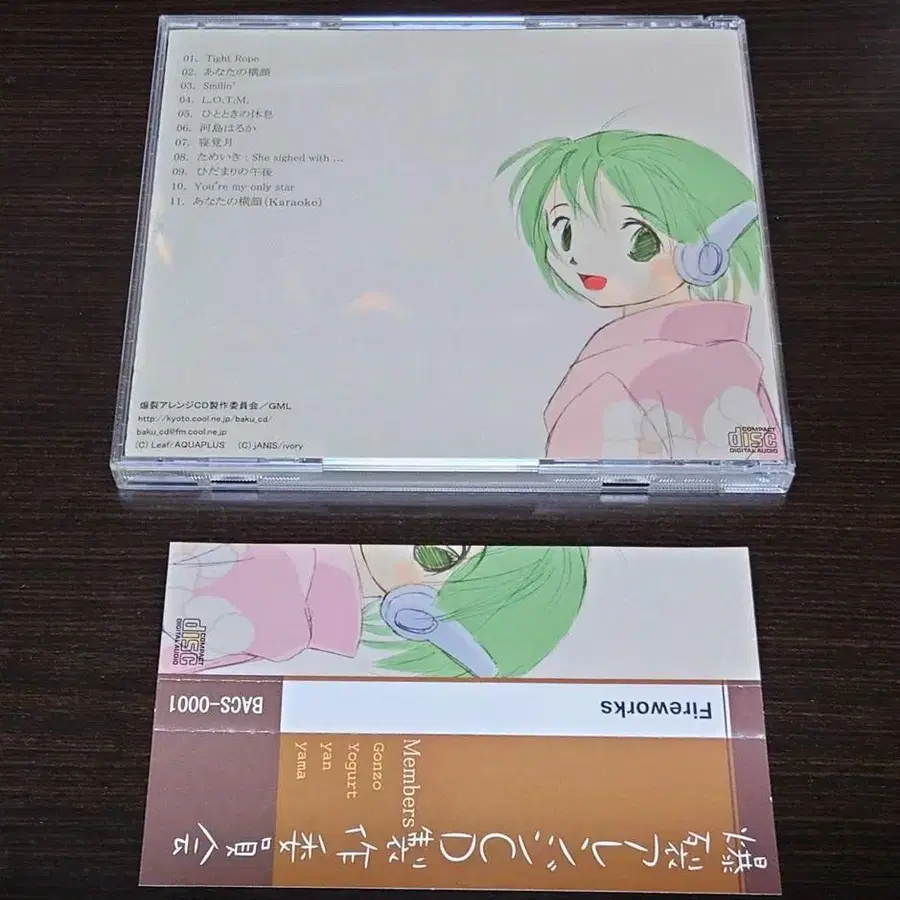 01. Tight Rope
02. あなたの横顔
03. Smilin'
04. L.O.T.M.
05. ひとときの休息
06. 河島はるか
07. 寝覚月
08. ためいき : She sighed with ...
09. ひだまりの午後
10. You're my only star
11. あなたの横顔(Karaoke)
爆裂アレンジCD製作委員会/GML
http://kyoto.cool.ne.jp/baku_cd/
baku_cd@fm.cool.ne.jp
(C) Leaf/AQUAPLUS (C) jANIS/ivory
COMPACT
disc
DIGITAL AUDIO
COMPACT
disc
DIGITAL AUDIO
BACS-0001
Fireworks
Members
Gonzo
Yogurt
yan
yama
爆裂アレンジCD製作委員会